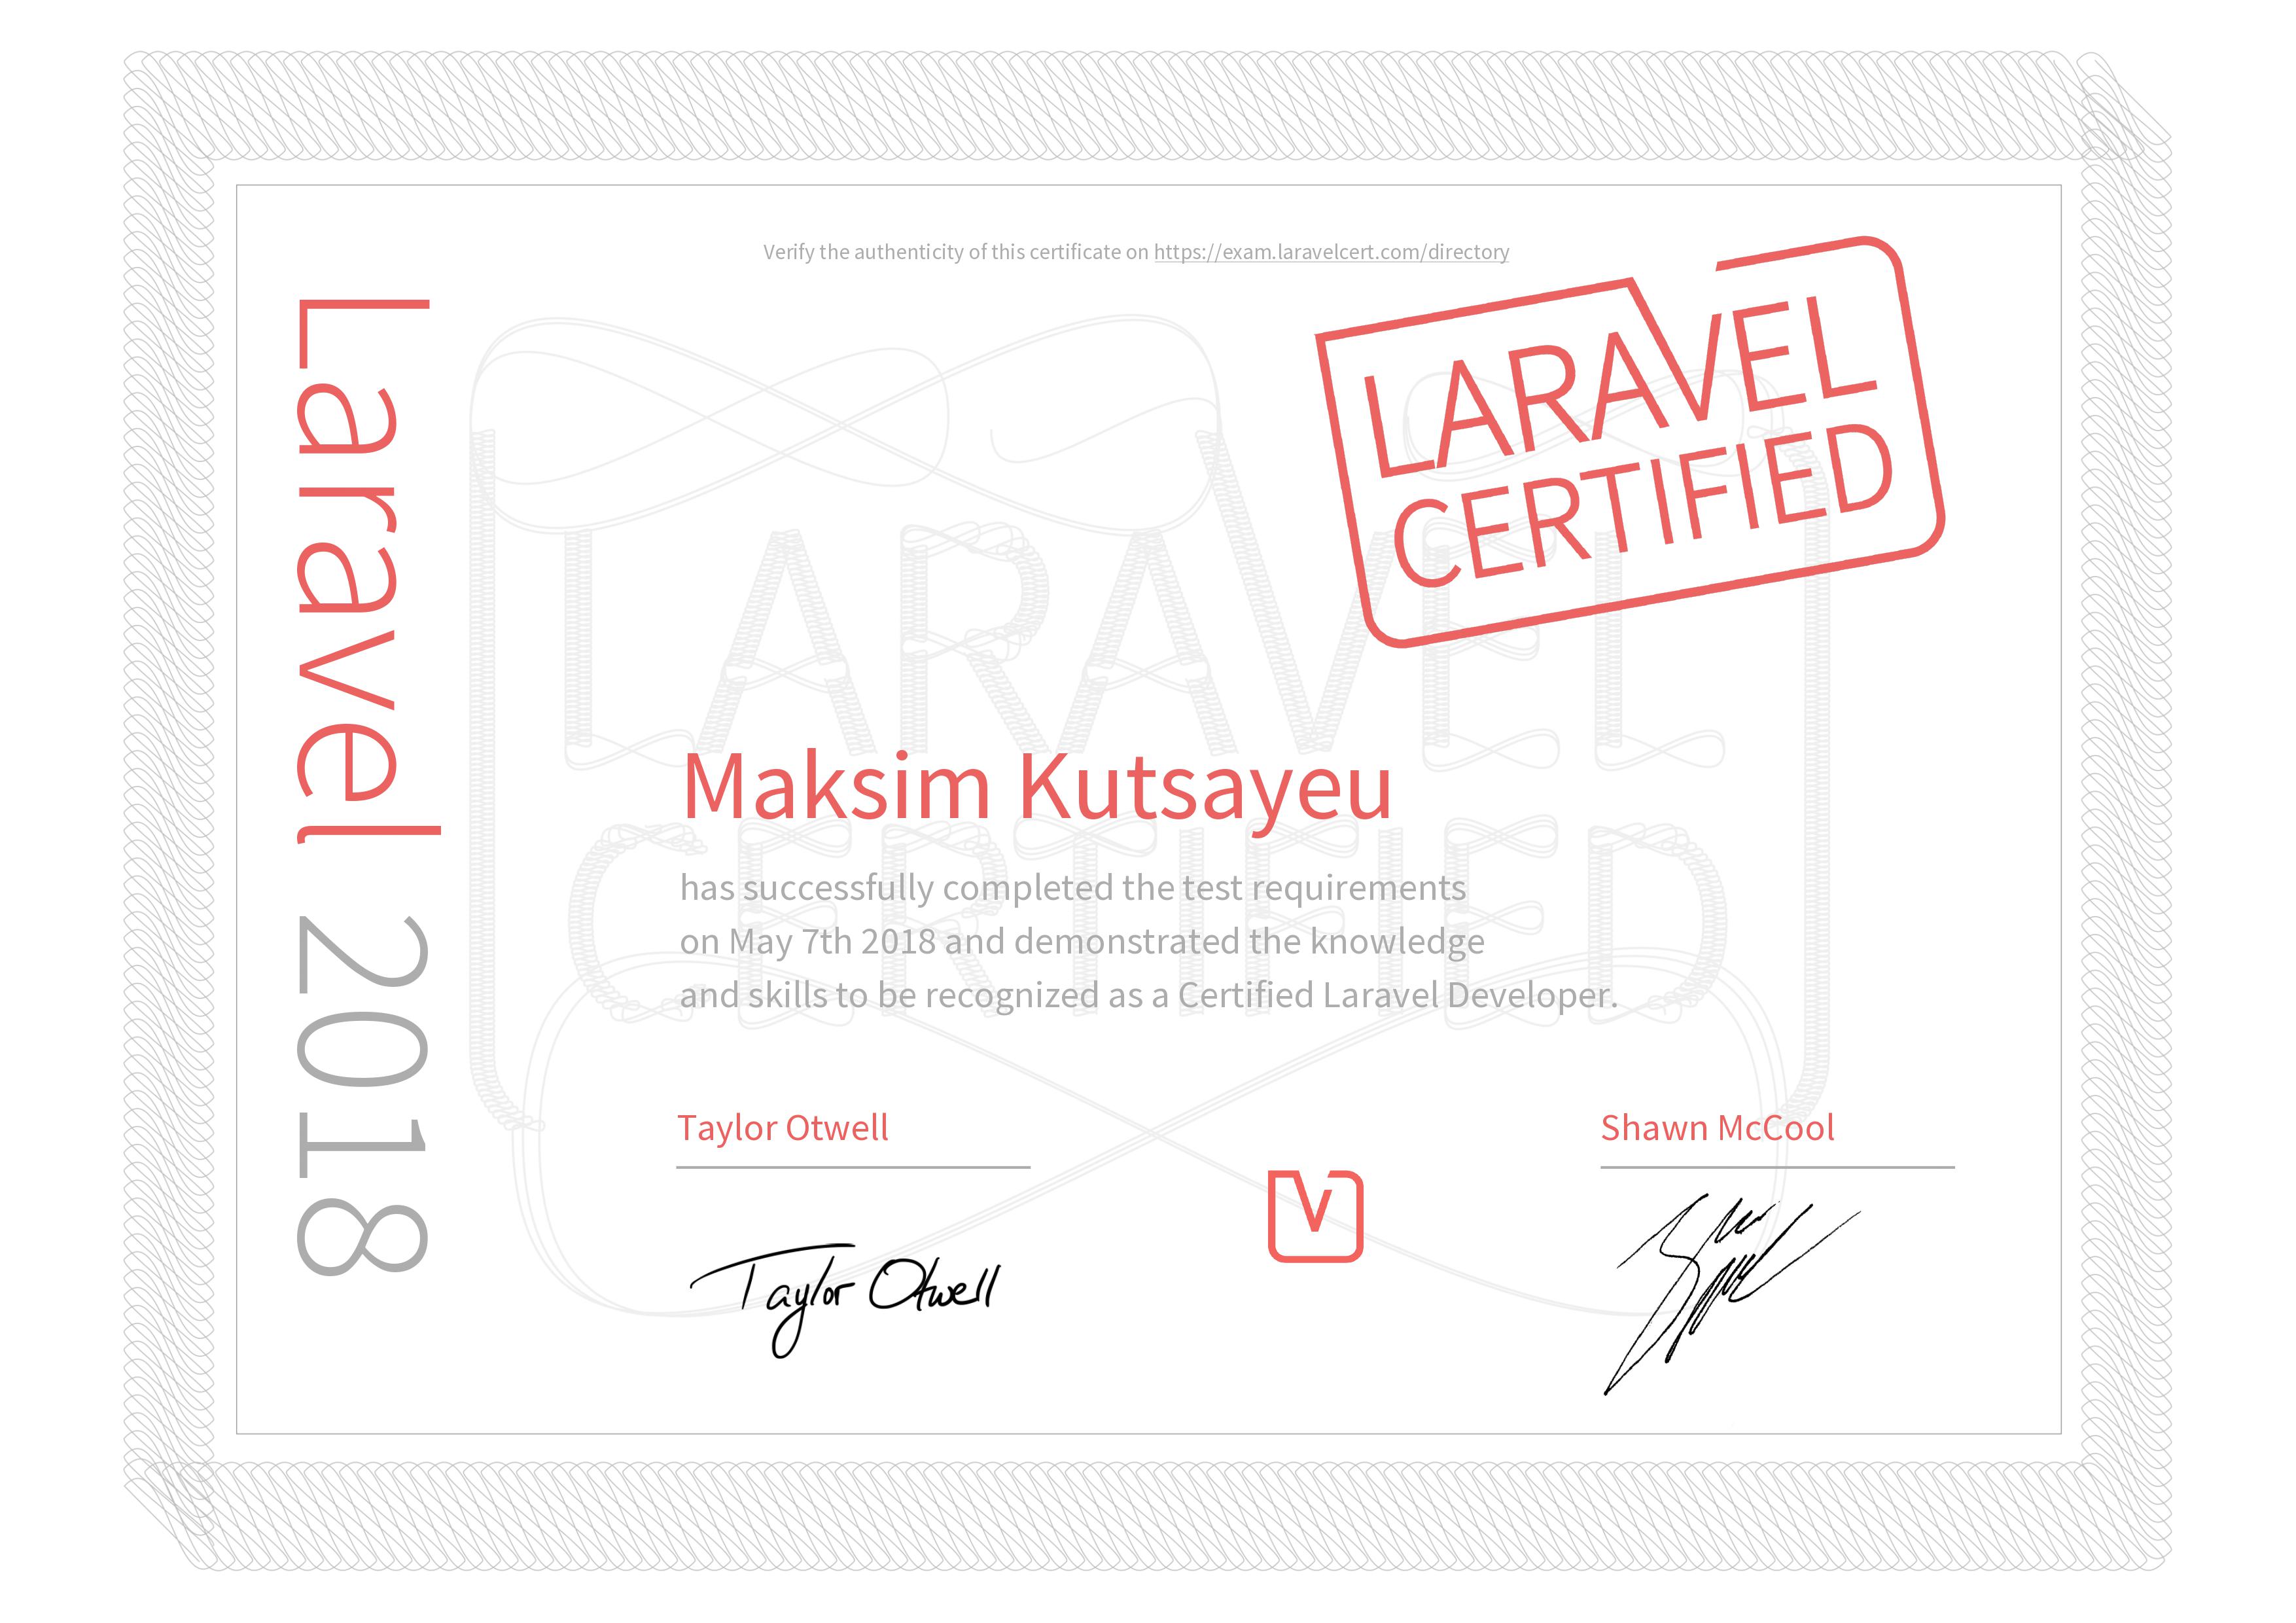 Verify the authenticity of this certificate on https://exam.laravelcert.com/directory
Laravel 2018
LARAVEL
CERTIFIED
LARAVEL
CERTIFIED
Maksim Kutsayeu
has successfully completed the test requirements
on May 7th 2018 and demonstrated the knowledge
and skills to be recognized as a Certified Laravel Developer.
Taylor Otwell
Shawn McCool
V
Taylor Otwell